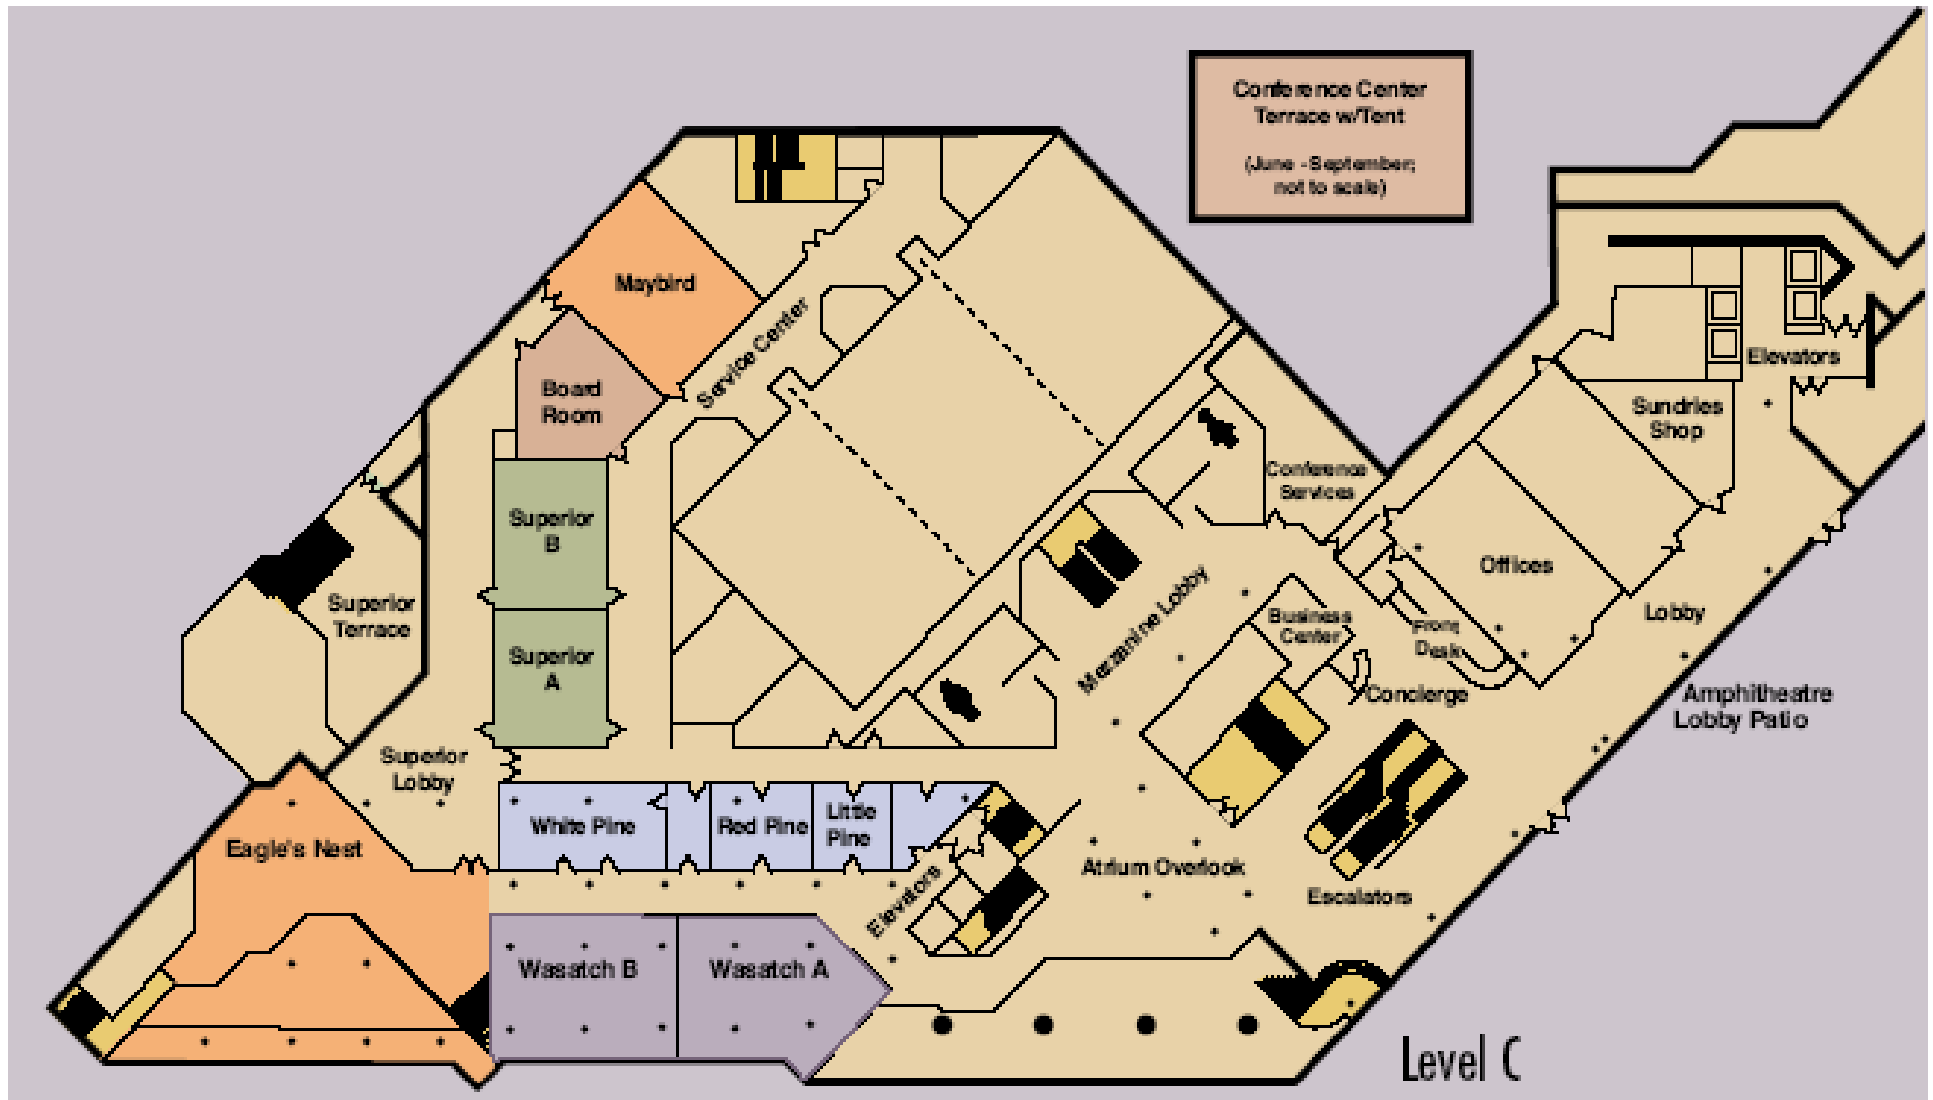 Conference Center
Terrace w/Tent
(June - September;
not to scale)
Maybird
Service Center
Board
Room
Elevators
Sundries
Shop
Conference
Services
Superior
B
Offices
Superior
Terrace
Mezzanine Lobby
Business
Center
Front
Desk
Lobby
Superior
A
Concierge
Amphitheatre
Lobby Patio
Superior
Lobby
White Pine
Red Pine
Little
Pine
Eagle's Nest
Elevators
Atrium Overlook
Escalators
Wasatch B
Wasatch A
Level C